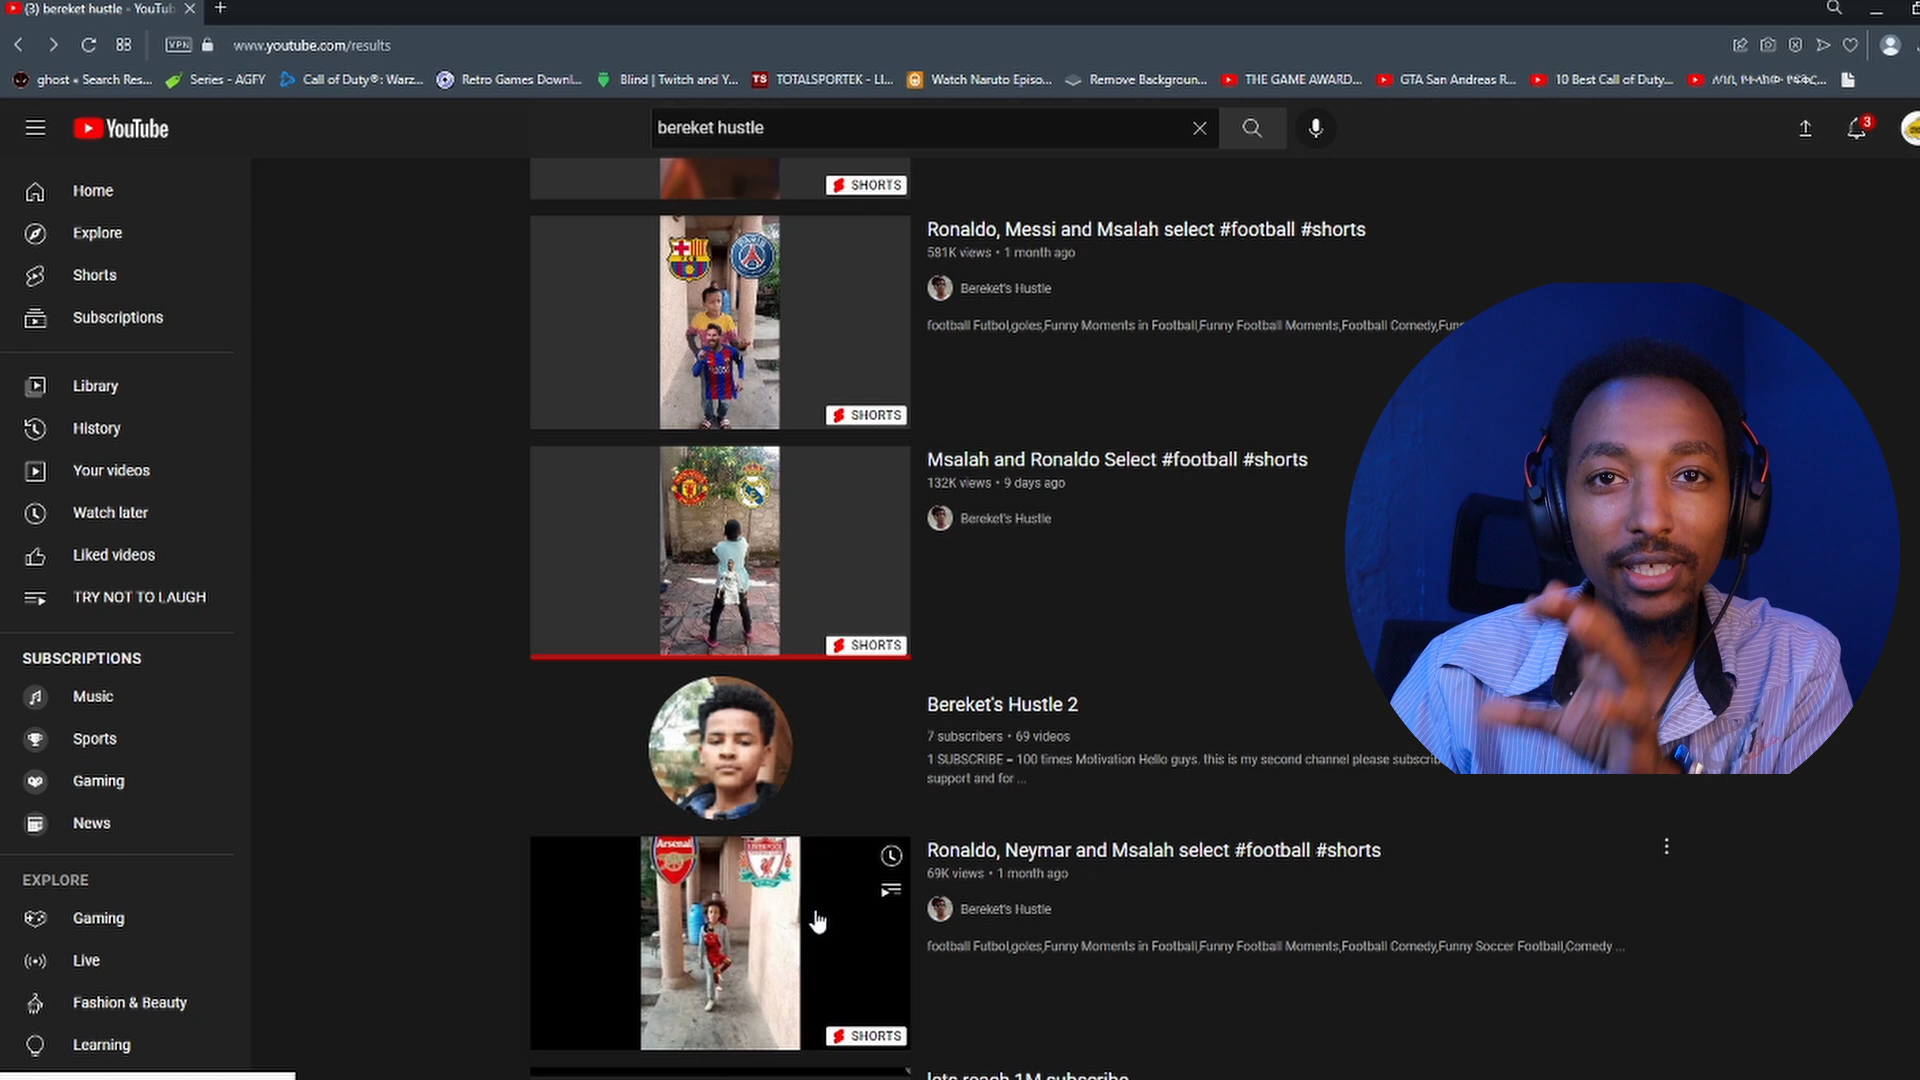 (3) bereket hustle - YouTub
VPN
www.youtube.com/results
ghost « Search Res...
Series - AGFY
Call of Duty®: Warz...
Retro Games Downl...
Blind | Twitch and Y...
TS TOTALSPORTEK - LI...
Watch Naruto Episo...
Remove Backgroun...
THE GAME AWARD...
GTA San Andreas R...
10 Best Call of Duty...
YouTube
bereket hustle
3
Home
Explore
Shorts
Subscriptions
Library
History
Your videos
Watch later
Liked videos
TRY NOT TO LAUGH
SUBSCRIPTIONS
Music
Sports
Gaming
News
EXPLORE
Gaming
Live
Fashion & Beauty
Learning
SHORTS
Ronaldo, Messi and Msalah select #football #shorts
581K views • 1 month ago
Bereket's Hustle
football Futbol,goles,Funny Moments in Football,Funny Football Moments,Football Comedy,Fun
SHORTS
Msalah and Ronaldo Select #football #shorts
132K views • 9 days ago
Bereket's Hustle
SHORTS
Bereket's Hustle 2
7 subscribers • 69 videos
1 SUBSCRIBE = 100 times Motivation Hello guys. this is my second channel please subscri
support and for ...
Arsenal
LIVERPOOL
Ronaldo, Neymar and Msalah select #football #shorts
69K views • 1 month ago
Bereket's Hustle
football Futbol,goles,Funny Moments in Football,Funny Football Moments,Football Comedy,Funny Soccer Football,Comedy ...
SHORTS
lets reach 1M subscribe